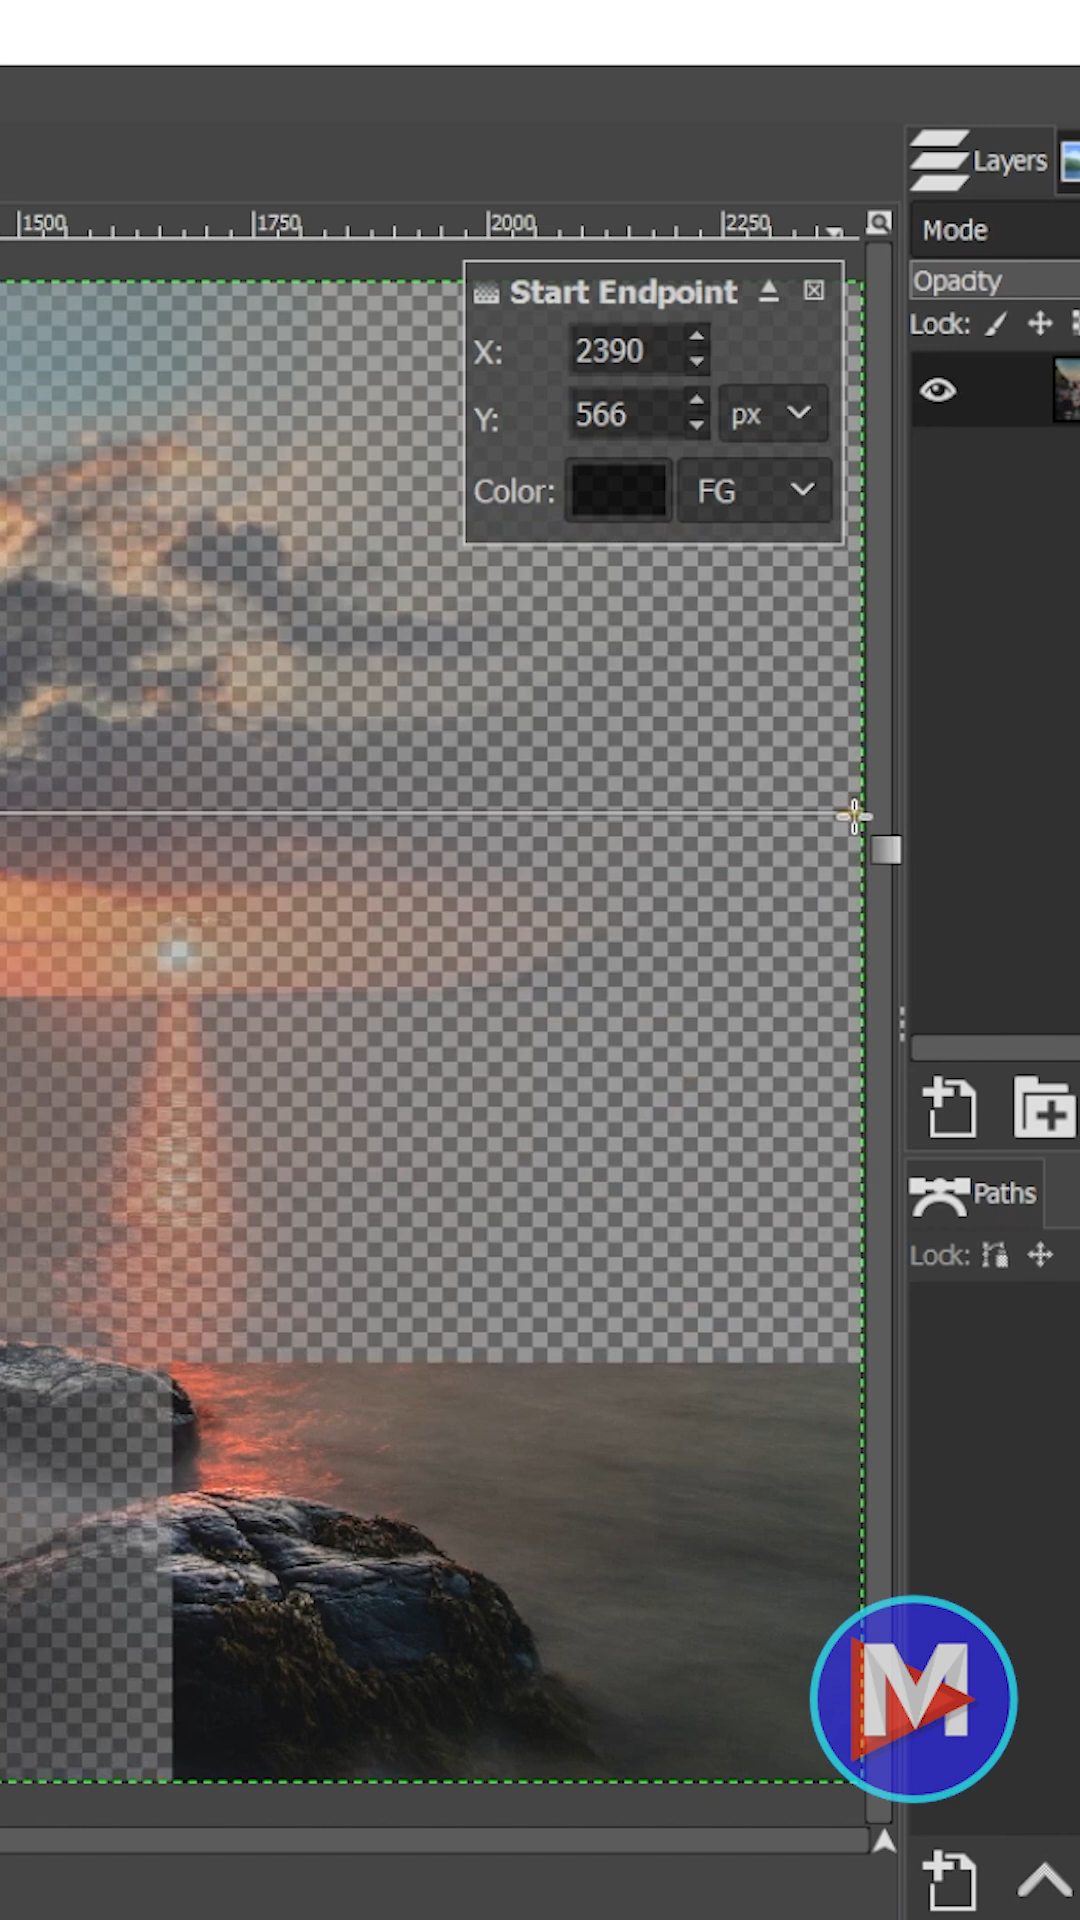 Layers
1500
1750
2000
2250
Mode
Opacity
Lock:
Start Endpoint
X: 2390
Y: 566 px
Color: FG
Paths
Lock:
M